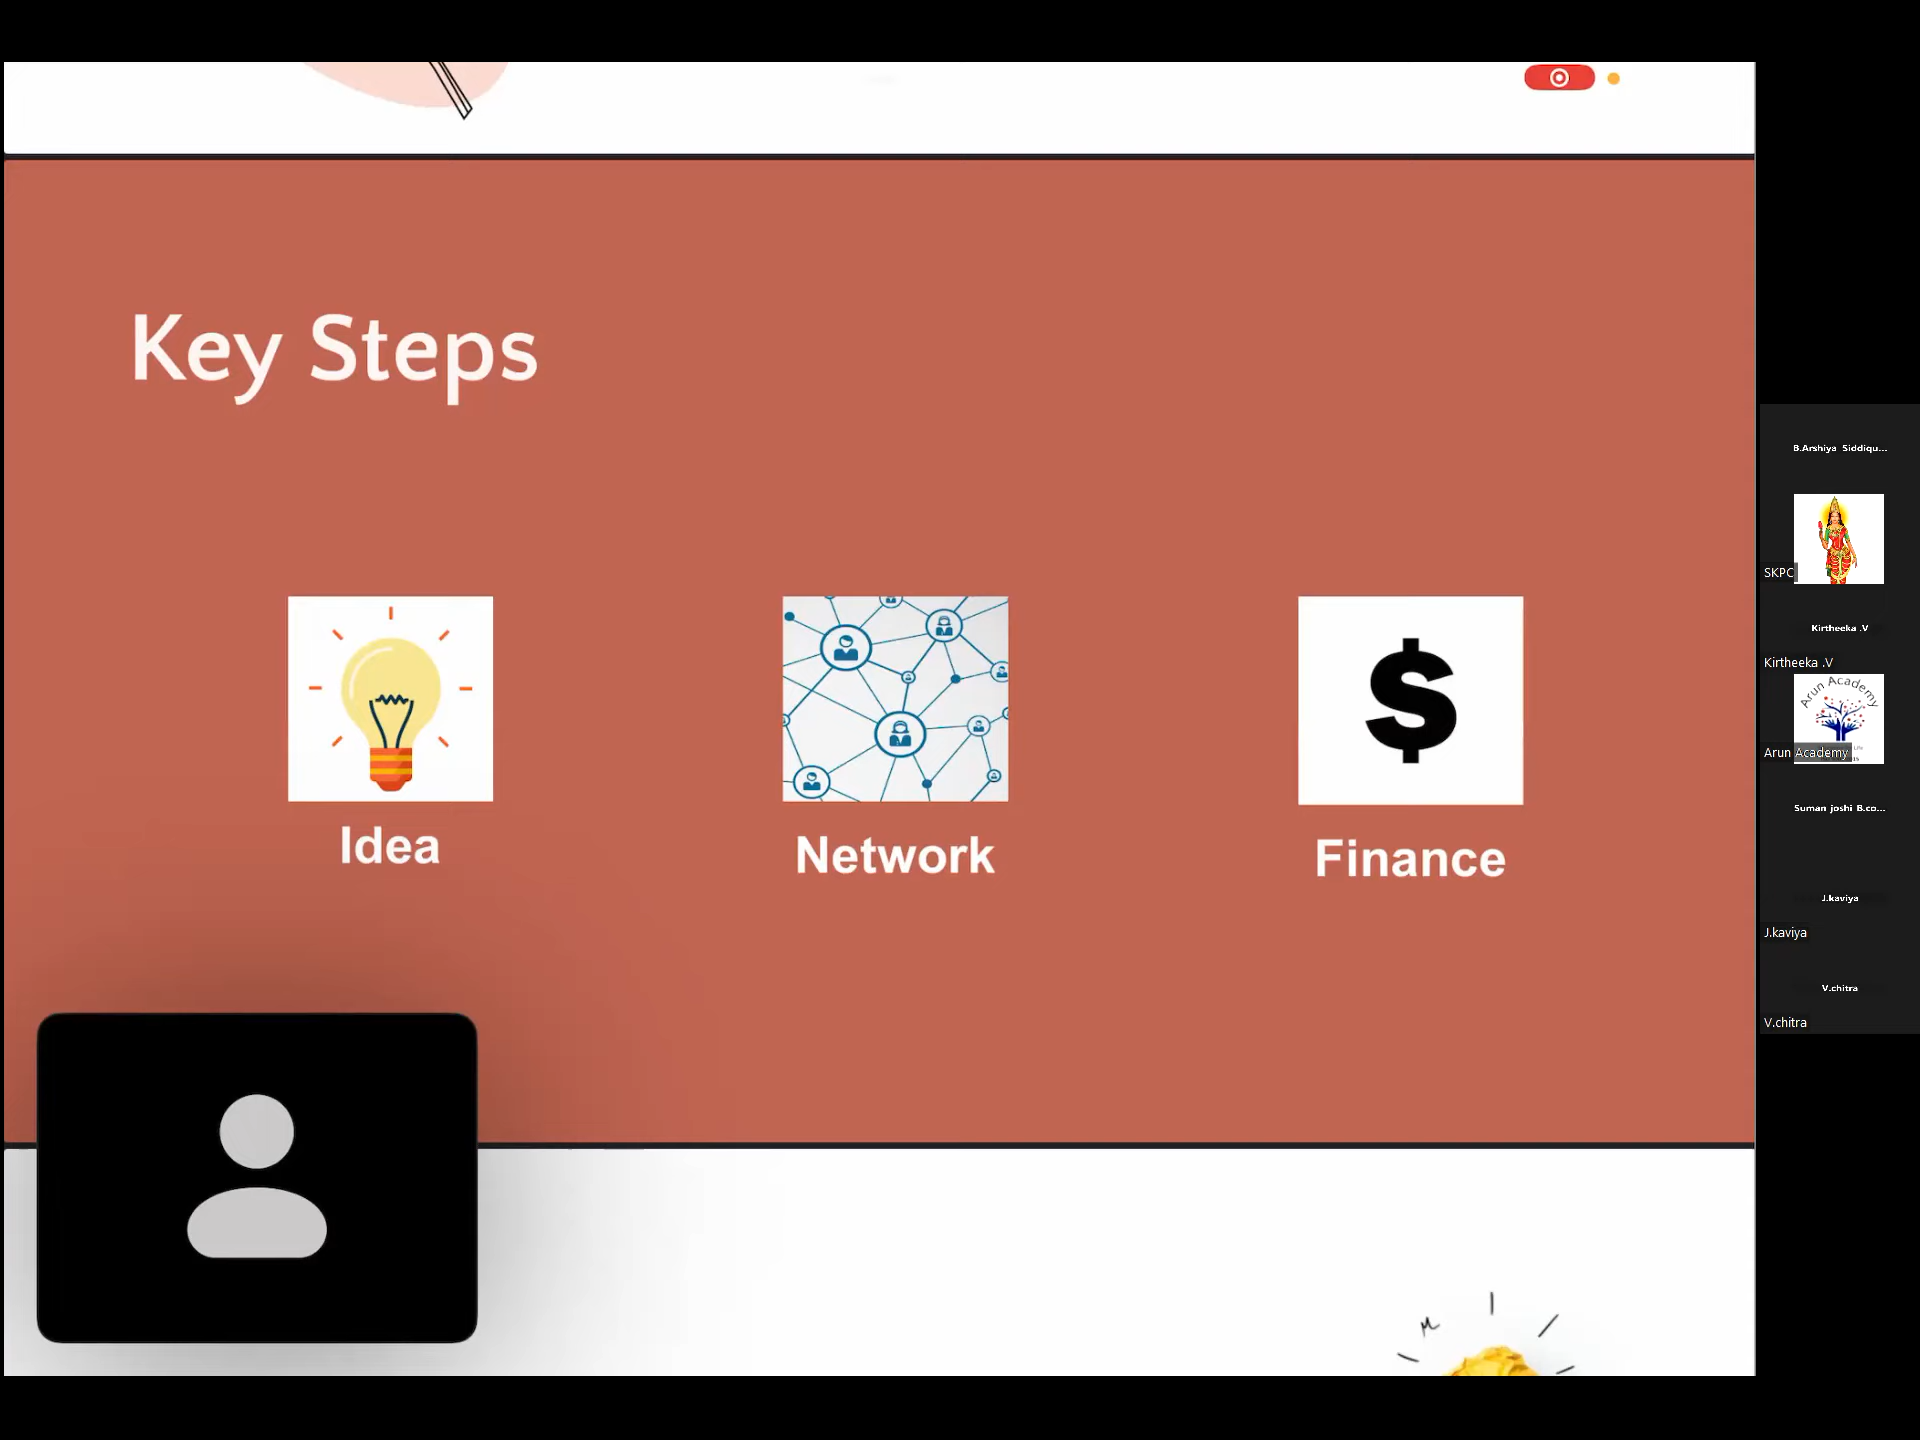 Key Steps
Idea
Network
Finance
B.Arshiya Siddiqu...
SKPC
Kirtheeka .V
Kirtheeka .V
Arun Academy
Arun Academy
Suman joshi B.co...
J.kaviya
J.kaviya
V.chitra
V.chitra